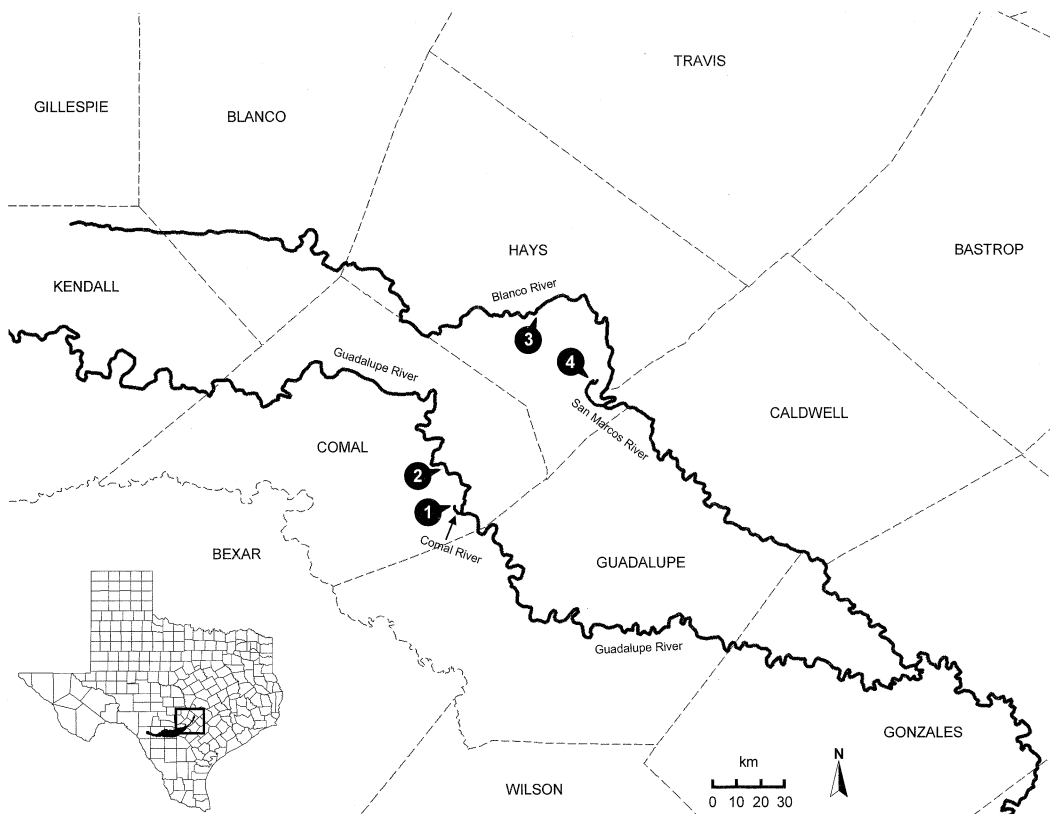 TRAVIS
GILLESPIE
BLANCO
HAYS
BASTROP
KENDALL
Blanco River
3
Guadalupe River
4
San Marcos River
CALDWELL
COMAL
2
1
Comal River
BEXAR
GUADALUPE
Guadalupe River
GONZALES
km
N
WILSON
0 10 20 30